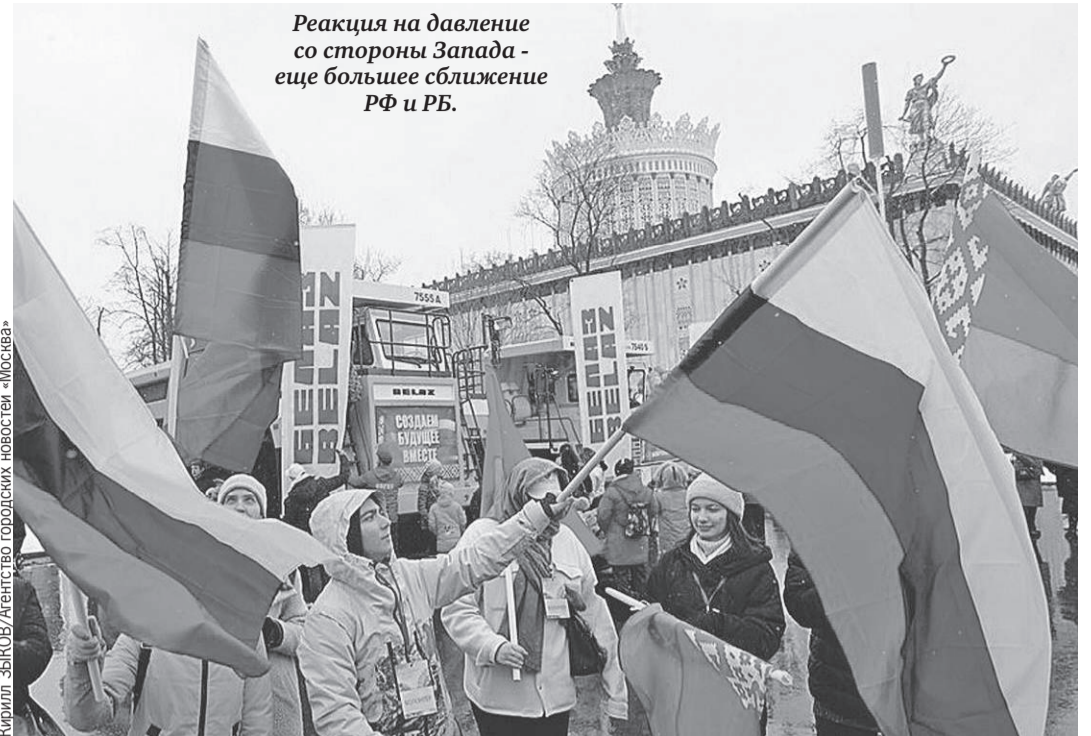 Реакция на давление
со стороны Запада -
еще большее сближение
РФ и РБ.
Кирилл ЗЫКОВ/Агентство городских новостей «Москва»
7555 A
BELAZ
СОЗДАЕМ
БУДУЩЕЕ
ВМЕСТЕ